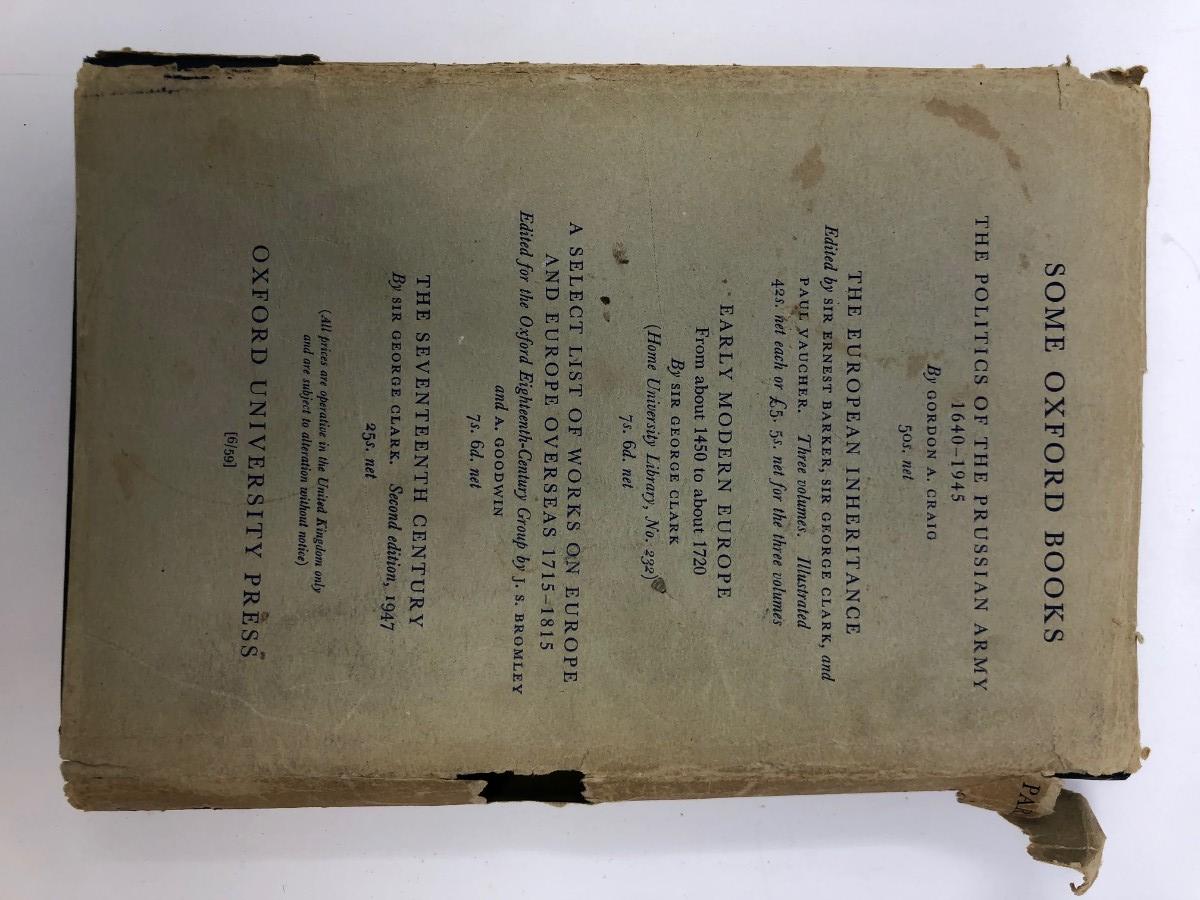 SOME OXFORD BOOKS
THE POLITICS OF THE PRUSSIAN ARMY
1640–1945
By GORDON A. CRAIG
50s. net
THE EUROPEAN INHERITANCE
Edited by SIR ERNEST BARKER, SIR GEORGE CLARK, and
PAUL VAUCHER. Three volumes. Illustrated
42s. net each or £5. 5s. net for the three volumes
EARLY MODERN EUROPE
From about 1450 to about 1720
By SIR GEORGE CLARK
(Home University Library, No. 232)
7s. 6d. net
A SELECT LIST OF WORKS ON EUROPE
AND EUROPE OVERSEAS 1715–1815
Edited for the Oxford Eighteenth-Century Group by J. S. BROMLEY
and A. GOODWIN
7s. 6d. net
THE SEVENTEENTH CENTURY
By SIR GEORGE CLARK. Second edition, 1947
25s. net
(All prices are operative in the United Kingdom only
and are subject to alteration without notice)
OXFORD UNIVERSITY PRESS
[6/59]